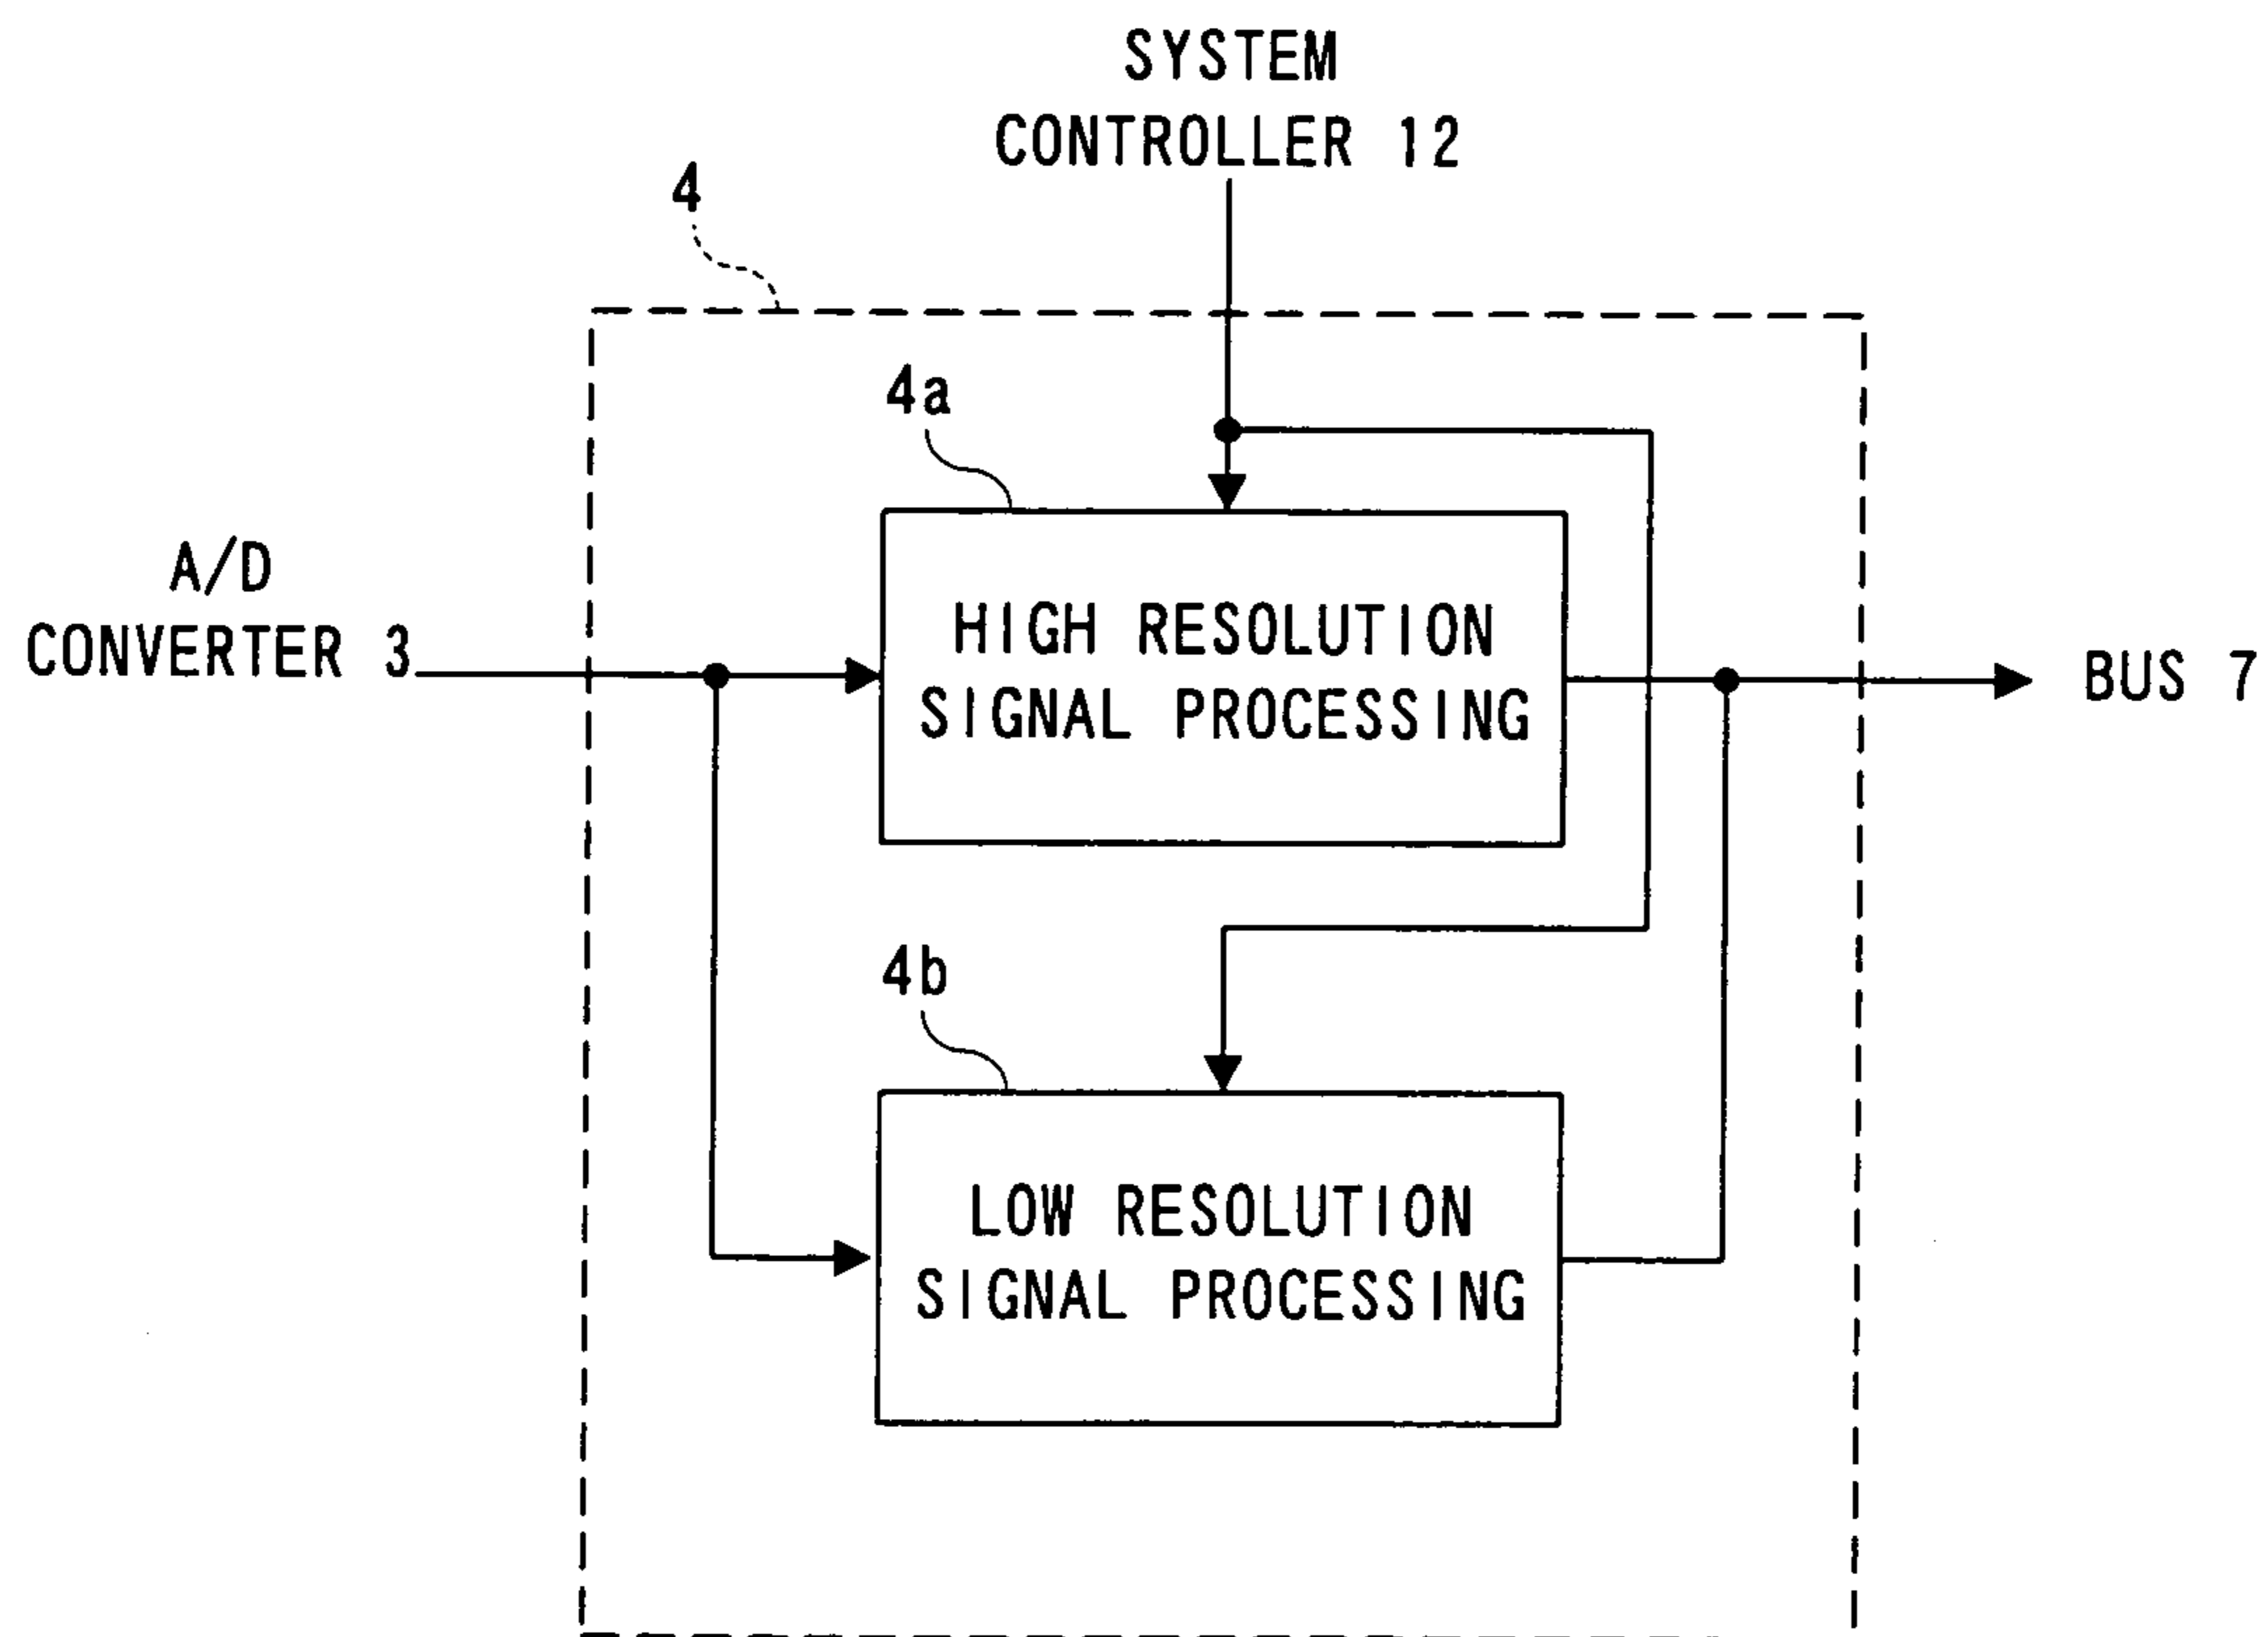 SYSTEM
CONTROLLER 12
4
4a
A/D
CONVERTER 3
HIGH RESOLUTION
SIGNAL PROCESSING
BUS 7
4b
LOW RESOLUTION
SIGNAL PROCESSING